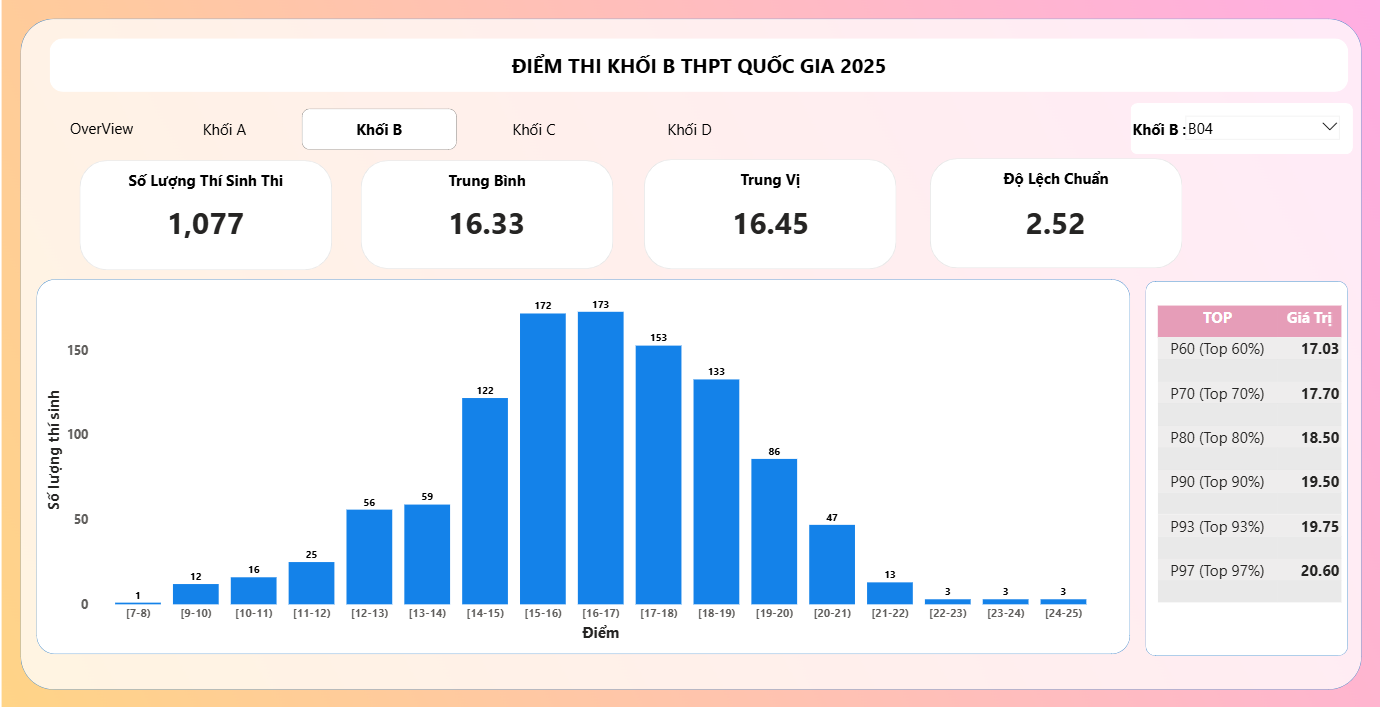 ĐIỂM THI KHỐI B THPT QUỐC GIA 2025
OverView
Khối A
Khối B
Khối C
Khối D
Khối B : B04
Số Lượng Thí Sinh Thi
1,077
Trung Bình
16.33
Trung Vị
16.45
Độ Lệch Chuẩn
2.52
Số lượng thí sinh
150
100
50
0
1
12
16
25
56
59
122
172
173
153
133
86
47
13
3
3
3
[7-8)
[9-10)
[10-11)
[11-12)
[12-13)
[13-14)
[14-15)
[15-16)
[16-17)
[17-18)
[18-19)
[19-20)
[20-21)
[21-22)
[22-23)
[23-24)
[24-25)
Điểm
TOP Giá Trị
P60 (Top 60%) 17.03
P70 (Top 70%) 17.70
P80 (Top 80%) 18.50
P90 (Top 90%) 19.50
P93 (Top 93%) 19.75
P97 (Top 97%) 20.60